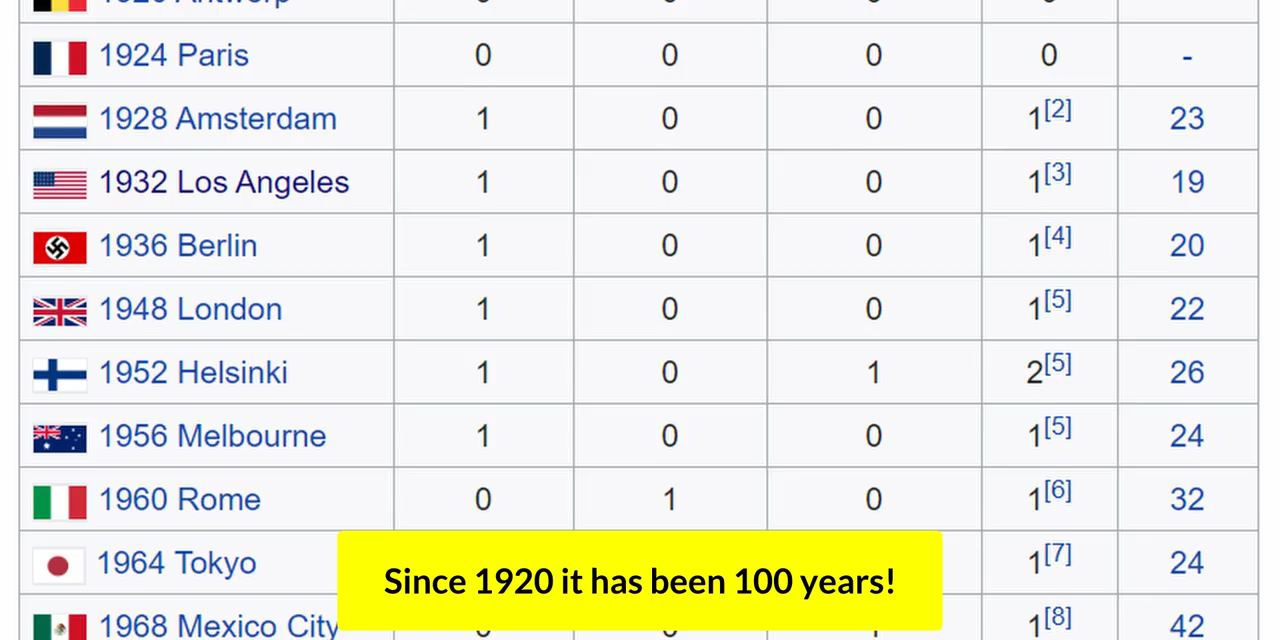 1924 Paris 0 0 0 0 -
1928 Amsterdam 1 0 0 1[2] 23
1932 Los Angeles 1 0 0 1[3] 19
1936 Berlin 1 0 0 1[4] 20
1948 London 1 0 0 1[5] 22
1952 Helsinki 1 0 1 2[5] 26
1956 Melbourne 1 0 0 1[5] 24
1960 Rome 0 1 0 1[6] 32
1964 Tokyo 1[7] 24
Since 1920 it has been 100 years!
1968 Mexico City 1[8] 42